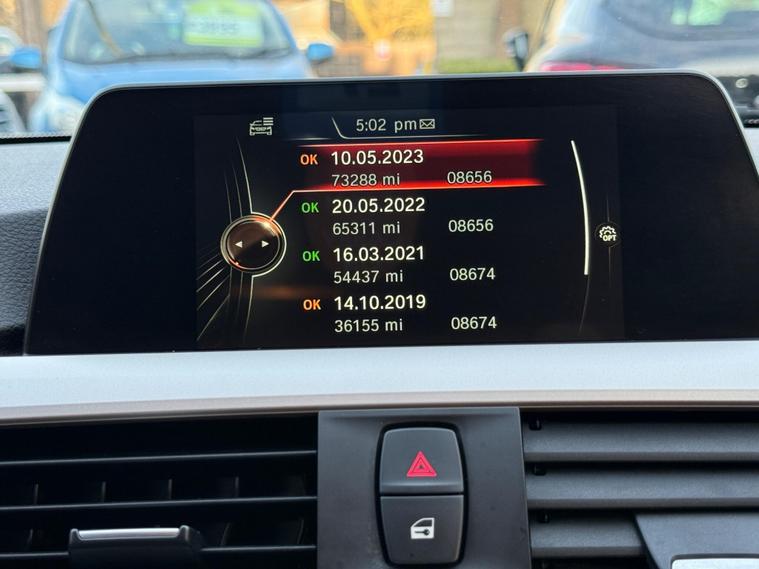 5:02 pm
OK 10.05.2023
73288 mi 08656
OK 20.05.2022
65311 mi 08656
OK 16.03.2021
54437 mi 08674
OK 14.10.2019
36155 mi 08674
OPT